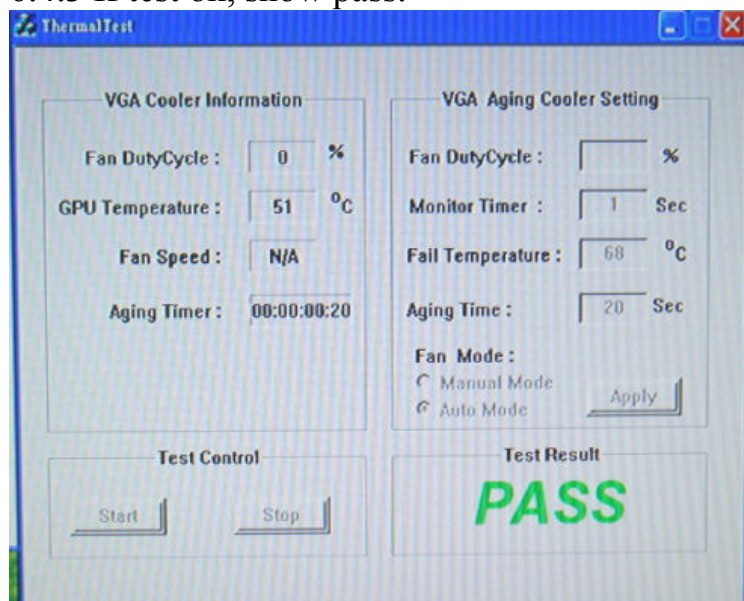 ThermalTest
VGA Cooler Information
Fan DutyCycle : 0 %
GPU Temperature : 51 ⁰C
Fan Speed : N/A
Aging Timer : 00:00:00:20
VGA Aging Cooler Setting
Fan DutyCycle : %
Monitor Timer : 1 Sec
Fail Temperature : 68 ⁰C
Aging Time : 20 Sec
Fan Mode :
Manual Mode
Auto Mode
Apply
Test Control
Start Stop
Test Result
PASS